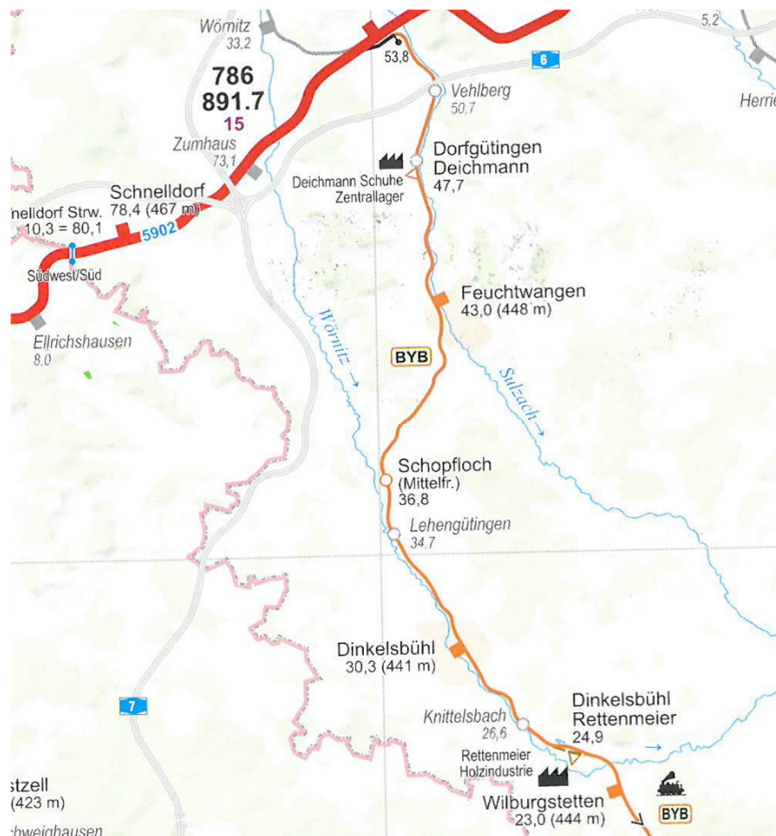 Wörnitz
33,2
5,2
53,8
6
786
891.7
15
Vehlberg
50,7
Herrie
Zumhaus
73,1
Dorfgütingen
Deichmann
47,7
Deichmann Schuhe
Zentrallager
Schnelldorf
78,4 (467 m)
nelldorf Strw.
10,3 = 80,1
5902
Südwest/Süd
Feuchtwangen
43,0 (448 m)
Ellrichshausen
8,0
Wörnitz →
BYB
Sulzach →
Schopfloch
(Mittelfr.)
36,8
Lehengütingen
34,7
Dinkelsbühl
30,3 (441 m)
7
Knittelsbach
26,6
Dinkelsbühl
Rettenmeier
24,9
Rettenmeier
Holzindustrie
tzell
(423 m)
Wilburgstetten
23,0 (444 m)
BYB
chweighausen